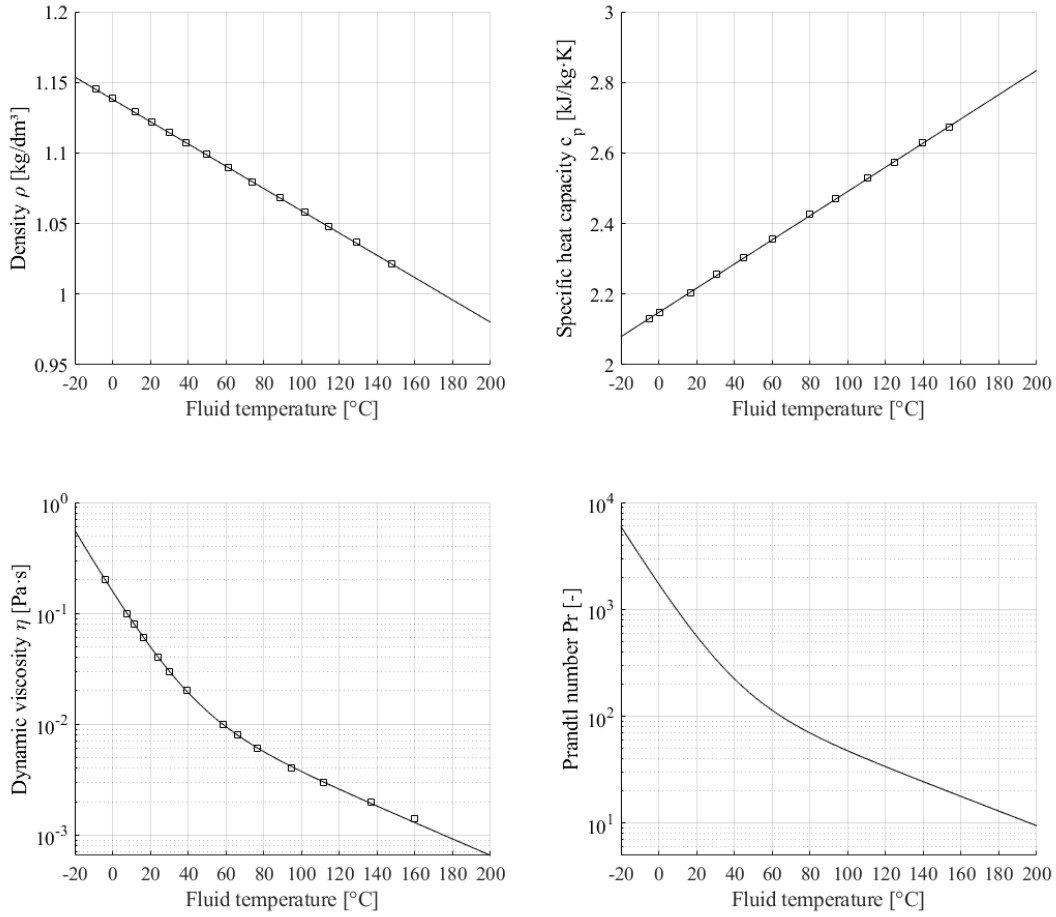 1.2
1.15
1.1
1.05
1
0.95
Density ρ [kg/dm³]
-20 0 20 40 60 80 100 120 140 160 180 200
Fluid temperature [°C]
3
2.8
2.6
2.4
2.2
2
Specific heat capacity c_p [kJ/kg·K]
-20 0 20 40 60 80 100 120 140 160 180 200
Fluid temperature [°C]
10⁰
10⁻¹
10⁻²
10⁻³
Dynamic viscosity η [Pa·s]
-20 0 20 40 60 80 100 120 140 160 180 200
Fluid temperature [°C]
10⁴
10³
10²
10¹
Prandtl number Pr [-]
-20 0 20 40 60 80 100 120 140 160 180 200
Fluid temperature [°C]